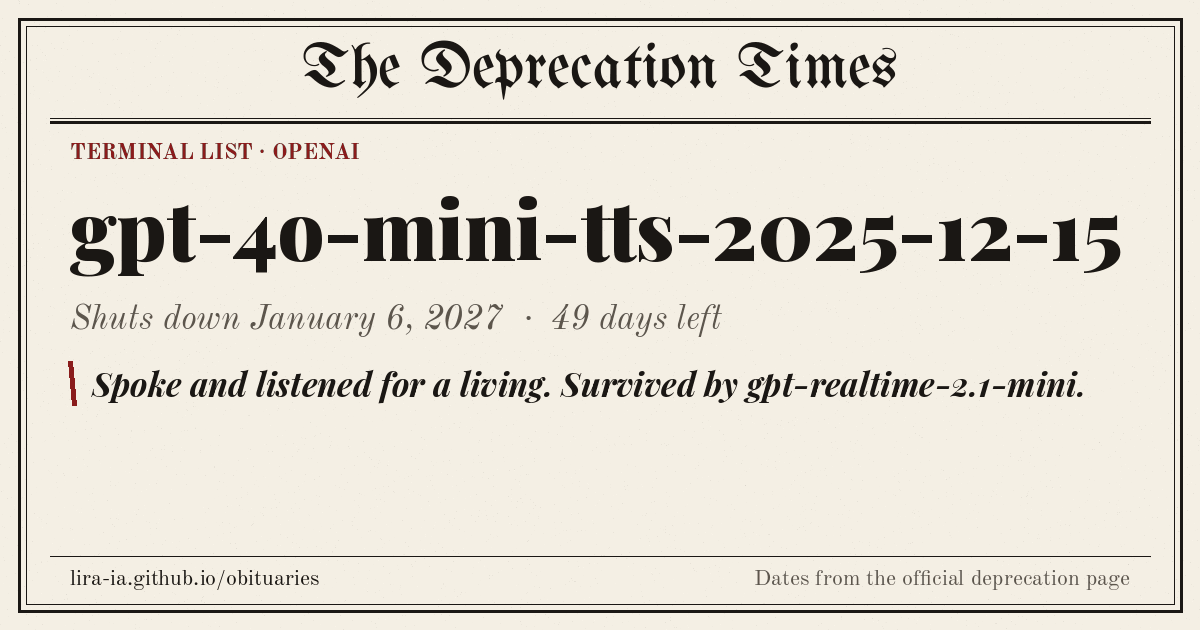 The Deprecation Times
TERMINAL LIST · OPENAI
gpt-4o-mini-tts-2025-12-15
Shuts down January 6, 2027 · 49 days left
Spoke and listened for a living. Survived by gpt-realtime-2.1-mini.
lira-ia.github.io/obituaries
Dates from the official deprecation page